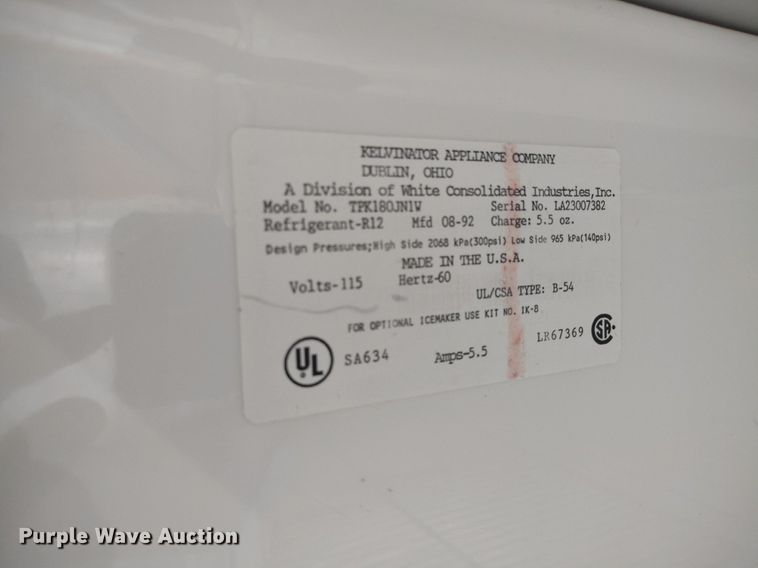 KELVINATOR APPLIANCE COMPANY
DUBLIN, OHIO
A Division of White Consolidated Industries, Inc.
Model No. TPK180JN1W Serial No. LA23007382
Refrigerant-R12 Mfd 08-92 Charge: 5.5 oz.
Design Pressures;High Side 2068 kPa(300psi) Low Side 965 kPa(140psi)
MADE IN THE U.S.A.
Volts-115 Hertz-60
UL/CSA TYPE: B-54
FOR OPTIONAL ICEMAKER USE KIT NO. IK-8
UL SA634 Amps-5.5 LR67369 SA
Purple Wave Auction